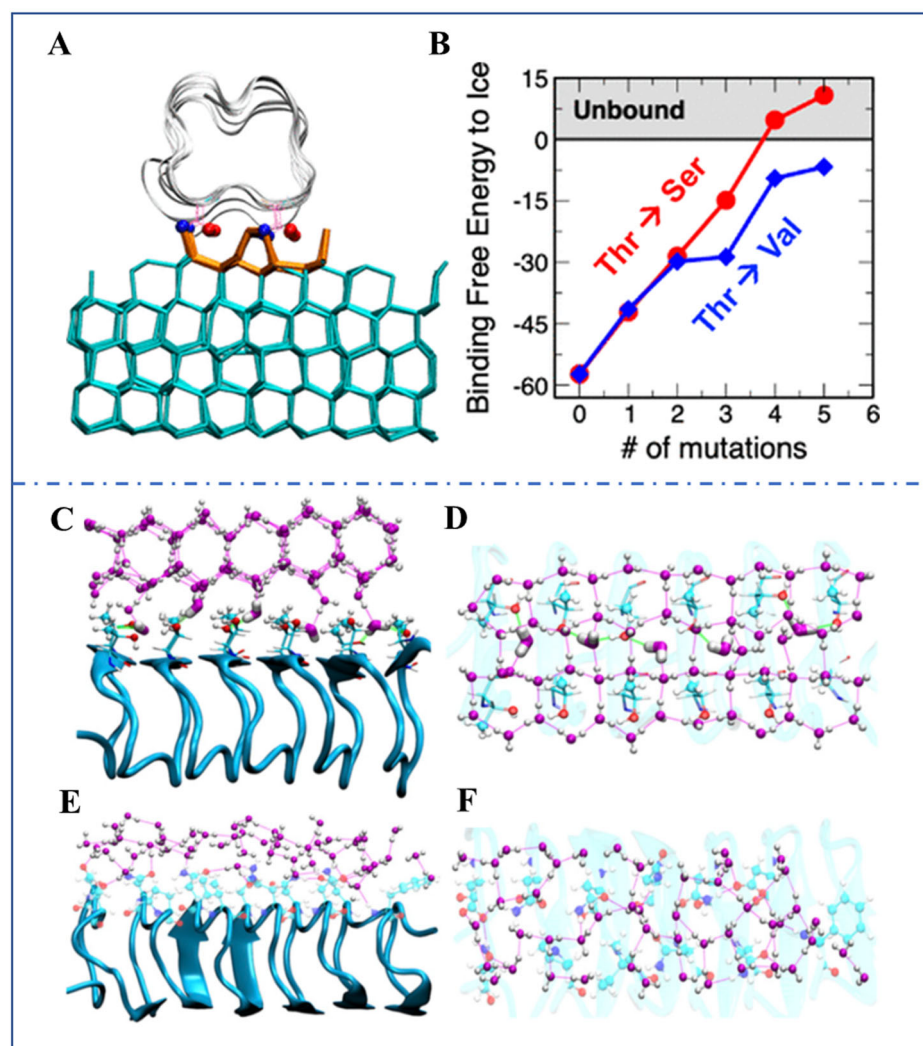 A
B
Binding Free Energy to Ice
15
0
-15
-30
-45
-60
Unbound
Thr → Ser
Thr → Val
0 1 2 3 4 5 6
# of mutations
C
D
E
F